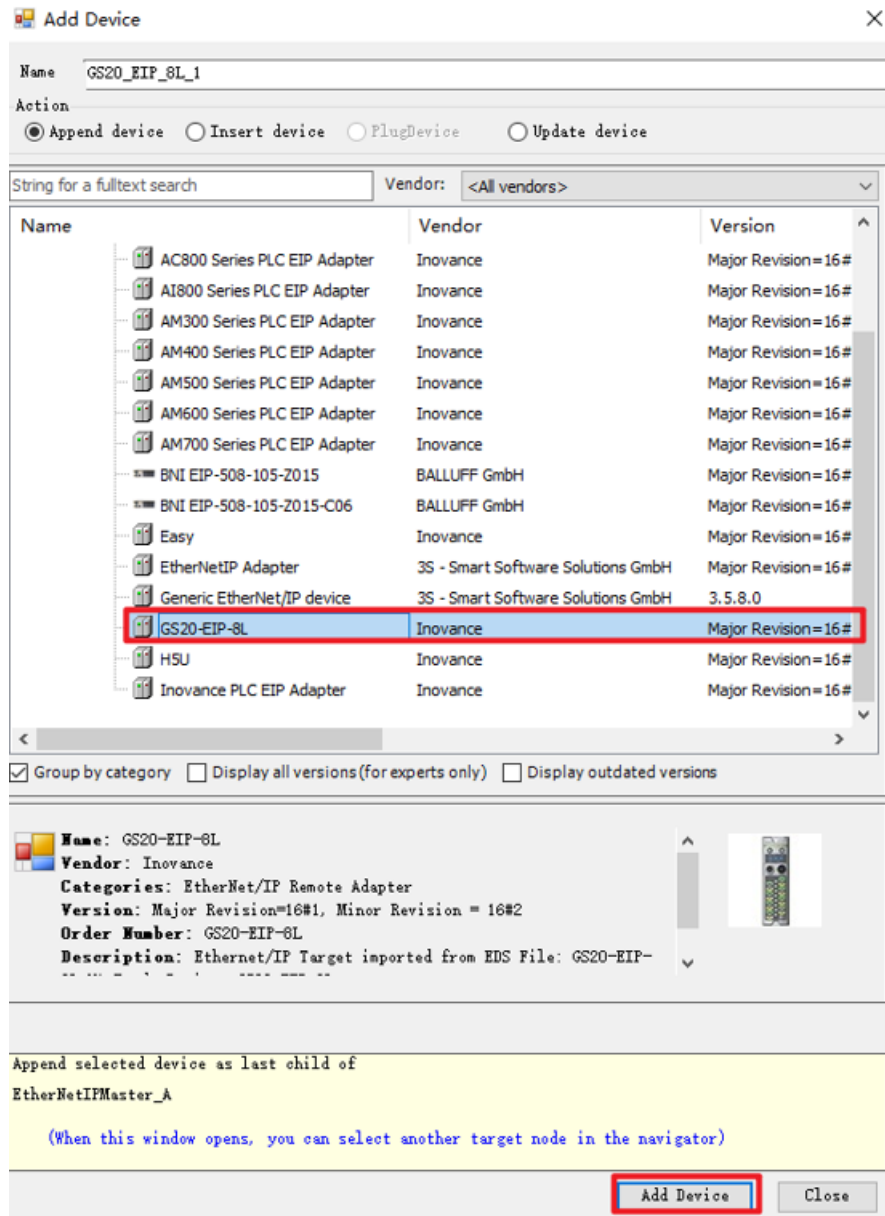 Add Device
Name GS20_EIP_8L_1
Action
Append device Insert device PlugDevice Update device
String for a fulltext search Vendor: <All vendors>
Name Vendor Version
AC800 Series PLC EIP Adapter Inovance Major Revision=16#
AI800 Series PLC EIP Adapter Inovance Major Revision=16#
AM300 Series PLC EIP Adapter Inovance Major Revision=16#
AM400 Series PLC EIP Adapter Inovance Major Revision=16#
AM500 Series PLC EIP Adapter Inovance Major Revision=16#
AM600 Series PLC EIP Adapter Inovance Major Revision=16#
AM700 Series PLC EIP Adapter Inovance Major Revision=16#
BNI EIP-508-105-Z015 BALLUFF GmbH Major Revision=16#
BNI EIP-508-105-Z015-C06 BALLUFF GmbH Major Revision=16#
Easy Inovance Major Revision=16#
EtherNetIP Adapter 3S - Smart Software Solutions GmbH Major Revision=16#
Generic EtherNet/IP device 3S - Smart Software Solutions GmbH 3.5.8.0
GS20-EIP-8L Inovance Major Revision=16#
H5U Inovance Major Revision=16#
Inovance PLC EIP Adapter Inovance Major Revision=16#
Group by category Display all versions(for experts only) Display outdated versions
Name: GS20-EIP-8L
Vendor: Inovance
Categories: EtherNet/IP Remote Adapter
Version: Major Revision=16#1, Minor Revision = 16#2
Order Number: GS20-EIP-8L
Description: Ethernet/IP Target imported from EDS File: GS20-EIP-
Append selected device as last child of
EtherNetIPMaster_A
(When this window opens, you can select another target node in the navigator)
Add Device Close